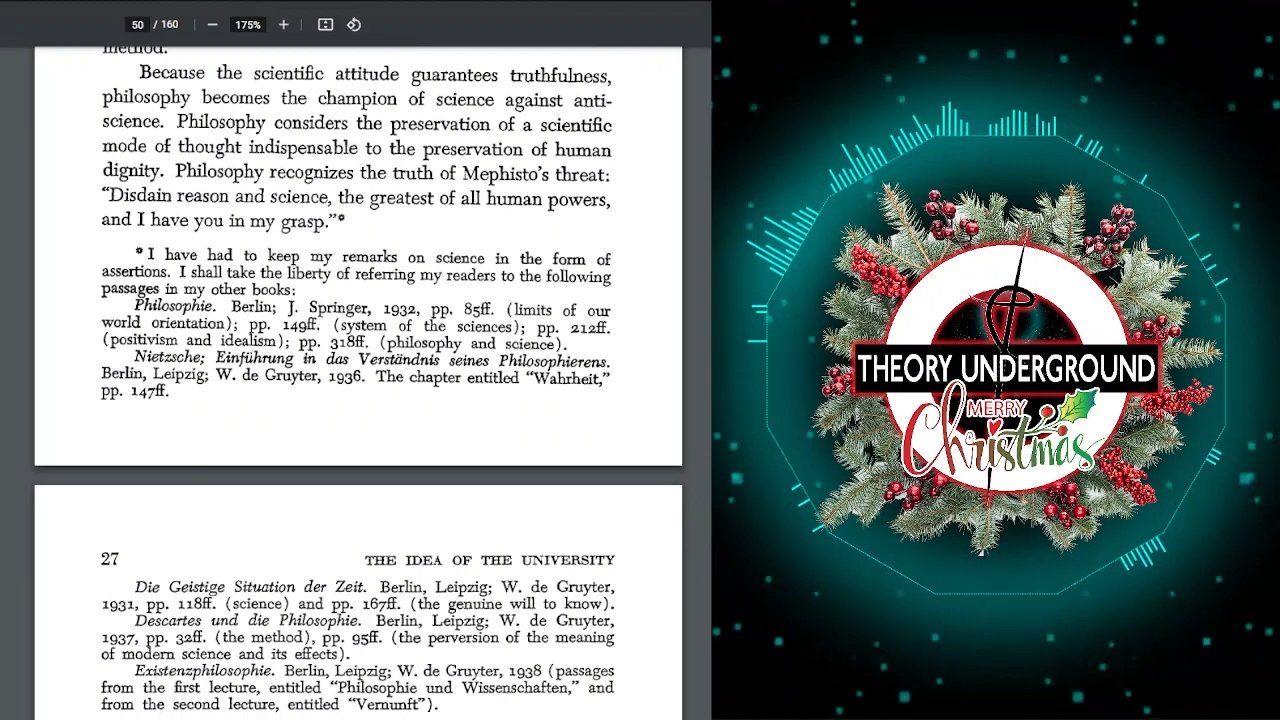 50 / 160
175%
method.
Because the scientific attitude guarantees truthfulness,
philosophy becomes the champion of science against anti-
science. Philosophy considers the preservation of a scientific
mode of thought indispensable to the preservation of human
dignity. Philosophy recognizes the truth of Mephisto's threat:
“Disdain reason and science, the greatest of all human powers,
and I have you in my grasp.”*
*I have had to keep my remarks on science in the form of
assertions. I shall take the liberty of referring my readers to the following
passages in my other books:
Philosophie. Berlin; J. Springer, 1932, pp. 85ff. (limits of our
world orientation); pp. 149ff. (system of the sciences); pp. 212ff.
(positivism and idealism); pp. 318ff. (philosophy and science).
Nietzsche; Einführung in das Verständnis seines Philosophierens.
Berlin, Leipzig; W. de Gruyter, 1936. The chapter entitled “Wahrheit,”
pp. 147ff.
27 THE IDEA OF THE UNIVERSITY
Die Geistige Situation der Zeit. Berlin, Leipzig; W. de Gruyter,
1931, pp. 118ff. (science) and pp. 167ff. (the genuine will to know).
Descartes und die Philosophie. Berlin, Leipzig; W. de Gruyter,
1937, pp. 32ff. (the method), pp. 95ff. (the perversion of the meaning
of modern science and its effects).
Existenzphilosophie. Berlin, Leipzig; W. de Gruyter, 1938 (passages
from the first lecture, entitled “Philosophie und Wissenschaften,” and
from the second lecture, entitled “Vernunft”).
THEORY UNDERGROUND
MERRY
Christmas